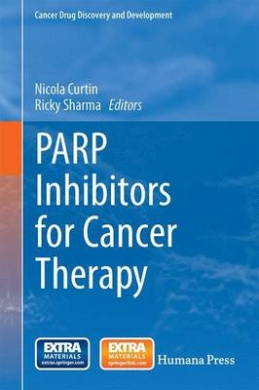 Cancer Drug Discovery and Development
Nicola Curtin
Ricky Sharma Editors
PARP
Inhibitors
for Cancer
Therapy
EXTRA
MATERIALS
extras.springer.com
EXTRA
MATERIALS
springerlink.com
Humana Press